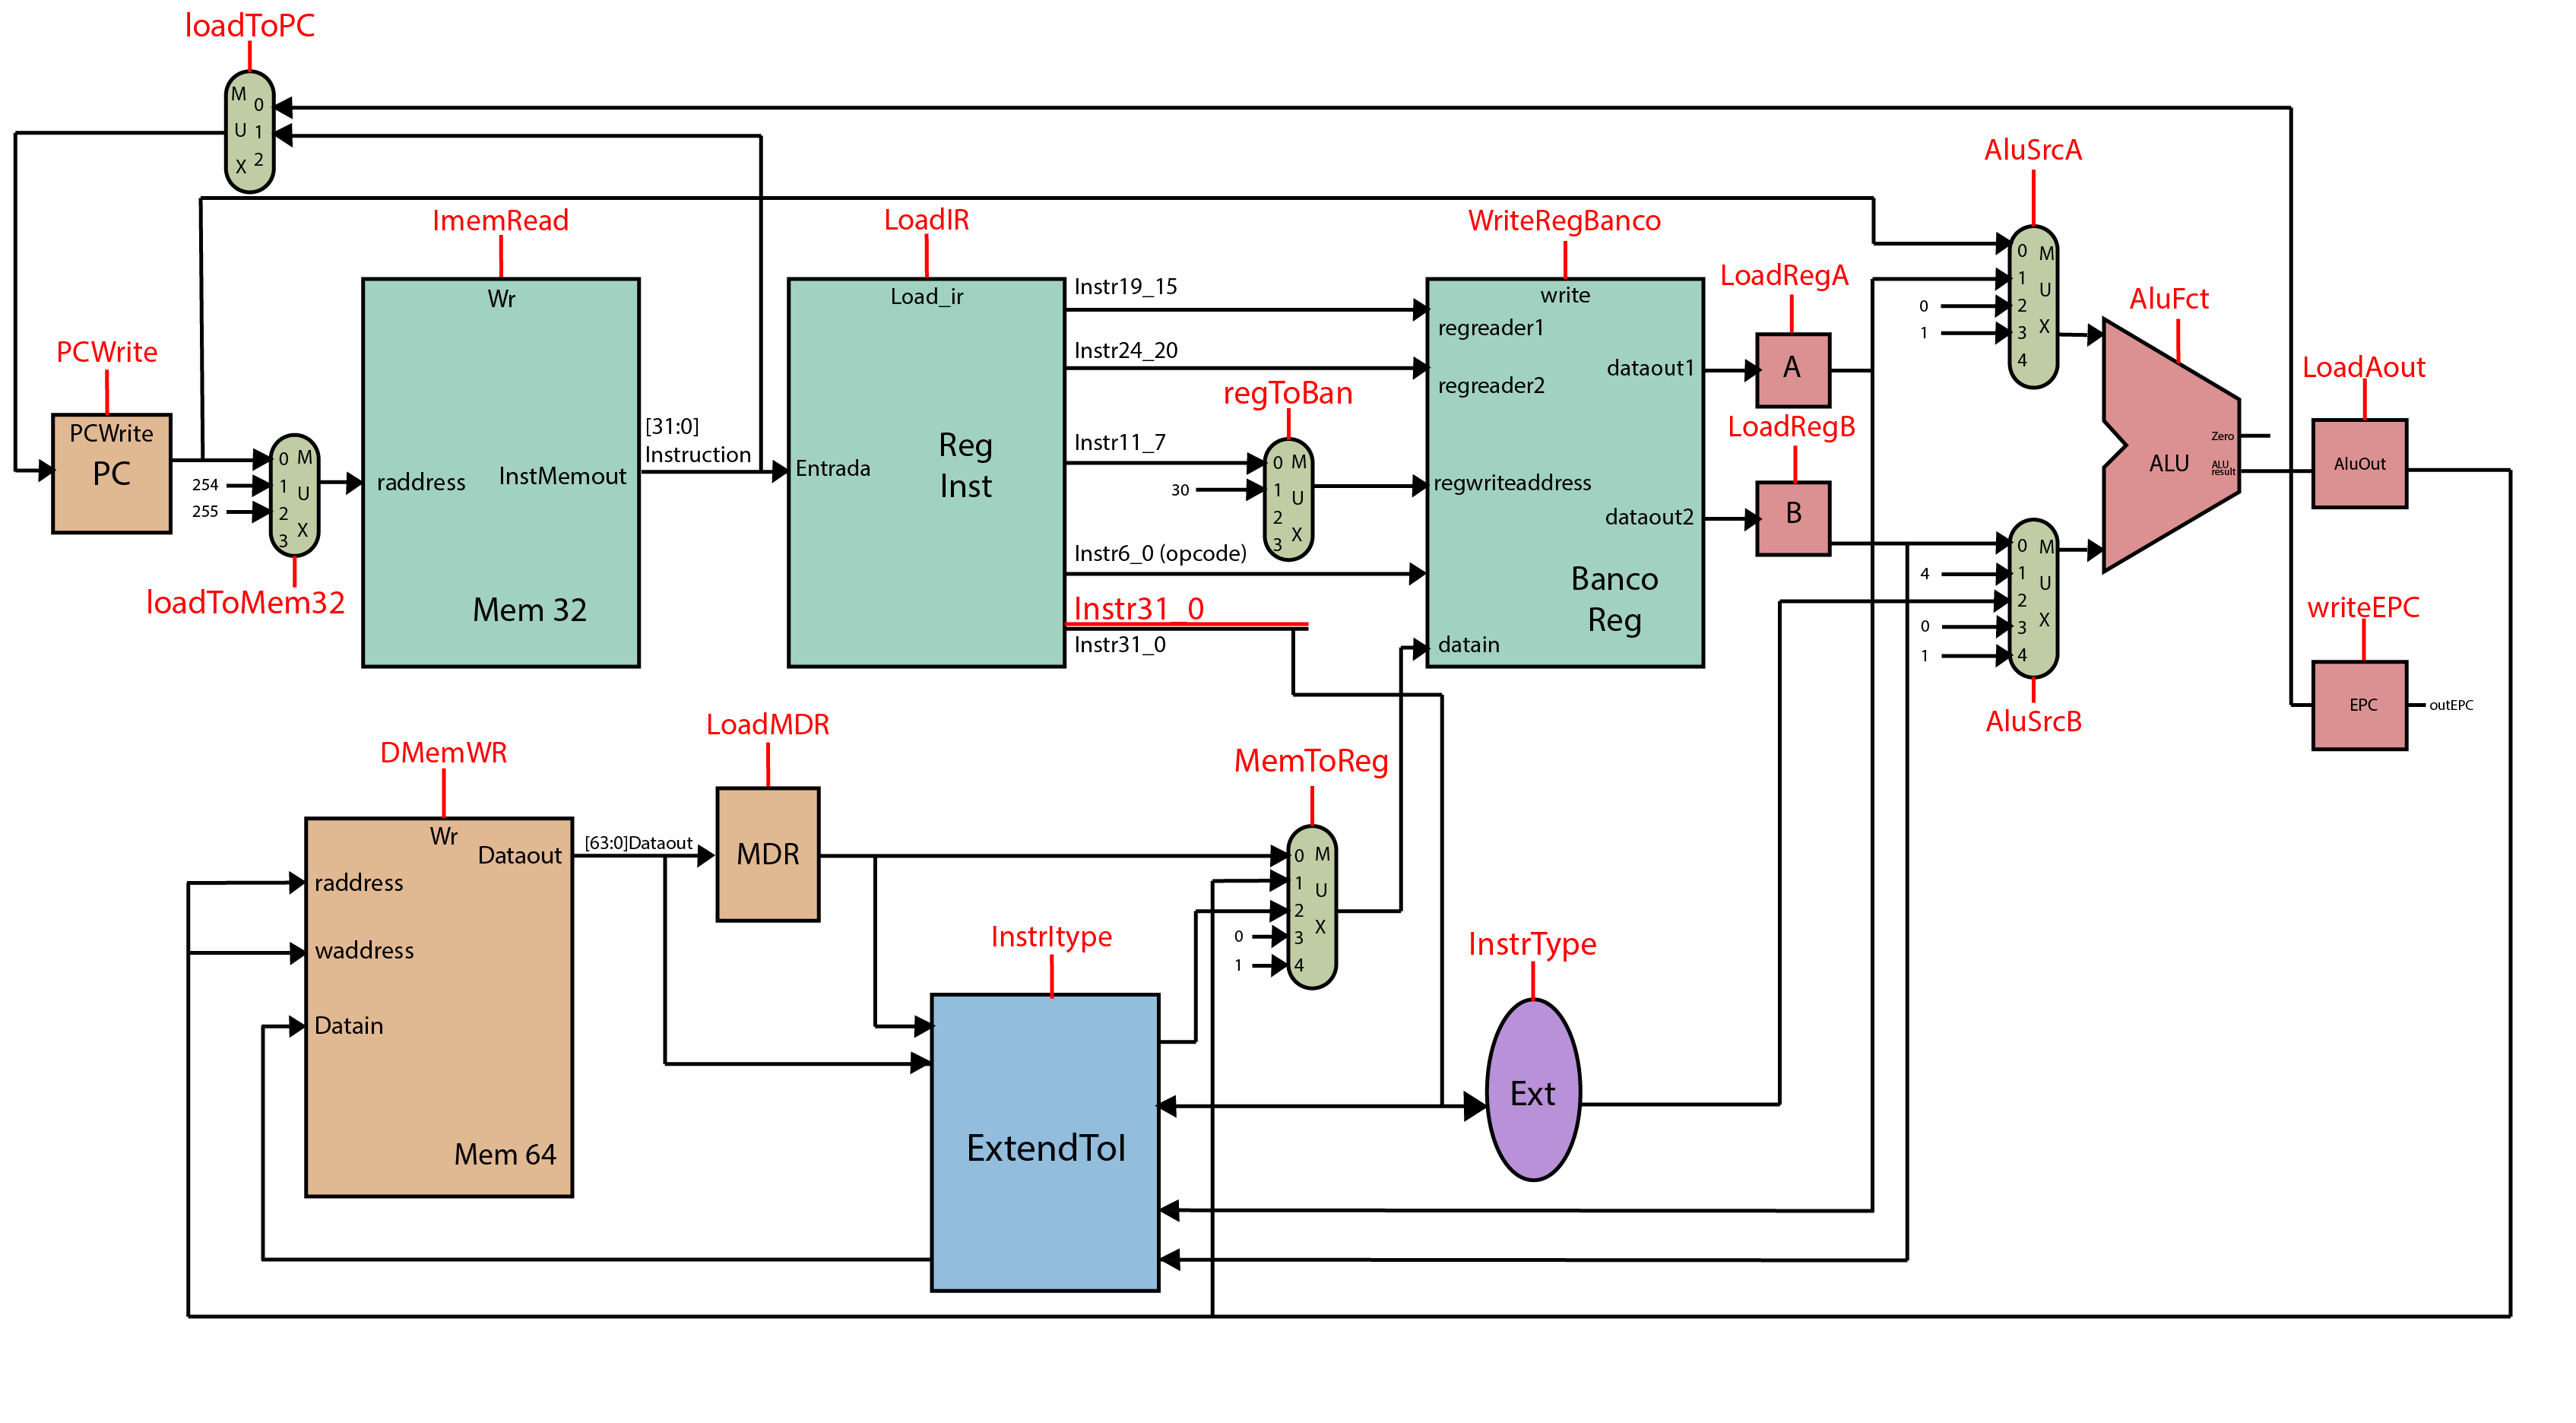 loadToPC
M 0
U 1
X 2
PCWrite
PCWrite
PC
254
255
0 M
1 U
2 X
3
loadToMem32
ImemRead
Wr
raddress
InstMemout
Mem 32
[31:0]
Instruction
LoadIR
Load_ir
Entrada
Reg
Inst
Instr19_15
Instr24_20
Instr11_7
30
Instr6_0 (opcode)
Instr31_0
Instr31_0
regToBan
0 M
1 U
2 X
3
WriteRegBanco
write
regreader1
regreader2
regwriteaddress
datain
dataout1
dataout2
Banco
Reg
LoadRegA
A
LoadRegB
B
AluSrcA
0
1
0 M
1 U
2 X
3
4
AluFct
ALU
Zero
ALU
result
4
0
1
0 M
1 U
2 X
3
4
AluSrcB
LoadAout
AluOut
writeEPC
EPC
outEPC
DMemWR
Wr
Dataout
raddress
waddress
Datain
Mem 64
[63:0]Dataout
LoadMDR
MDR
MemToReg
0
1
0 M
1 U
2 X
3
4
InstrItype
ExtendToI
InstrType
Ext